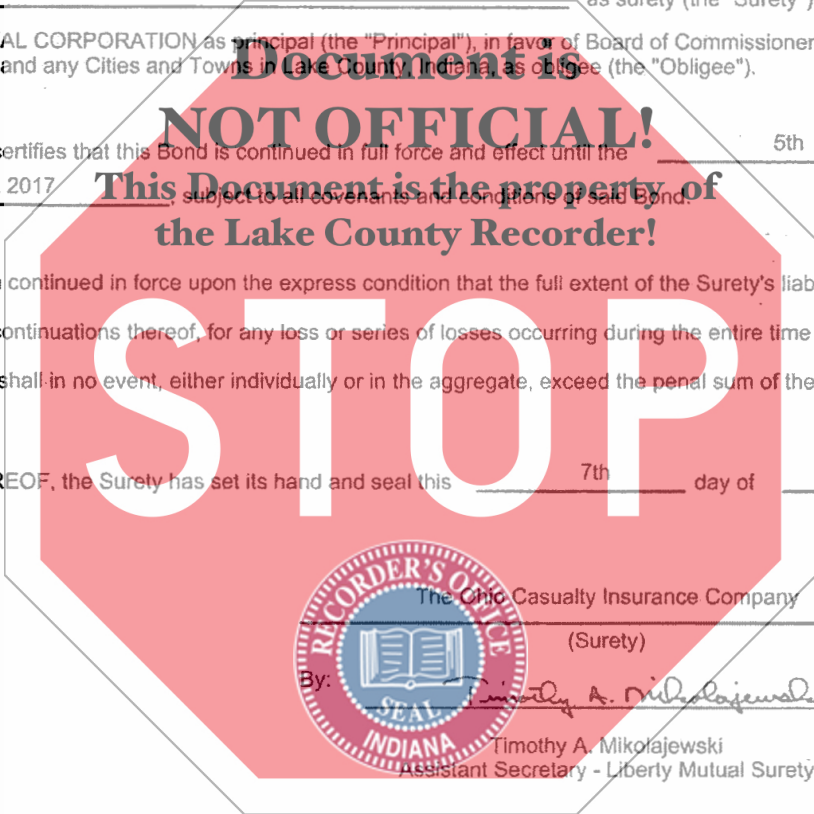 as surety (the "Surety")
AL CORPORATION as principal (the "Principal"), in favor of Board of Commissioner
and any Cities and Towns in Lake County, Indiana, as obligee (the "Obligee").
Document is
NOT OFFICIAL!
ertifies that this Bond is continued in full force and effect until the 5th
This Document is the property of
2017, subject to all covenants and conditions of said Bond.
the Lake County Recorder!
continued in force upon the express condition that the full extent of the Surety's liab
ontinuations thereof, for any loss or series of losses occurring during the entire time
shall in no event, either individually or in the aggregate, exceed the penal sum of the
STOP
REOF, the Surety has set its hand and seal this 7th day of
RECORDER'S OFFICE
SEAL
INDIANA
The Ohio Casualty Insurance Company
(Surety)
By: Timothy A. Mikolajewsk
Timothy A. Mikolajewski
Assistant Secretary - Liberty Mutual Surety